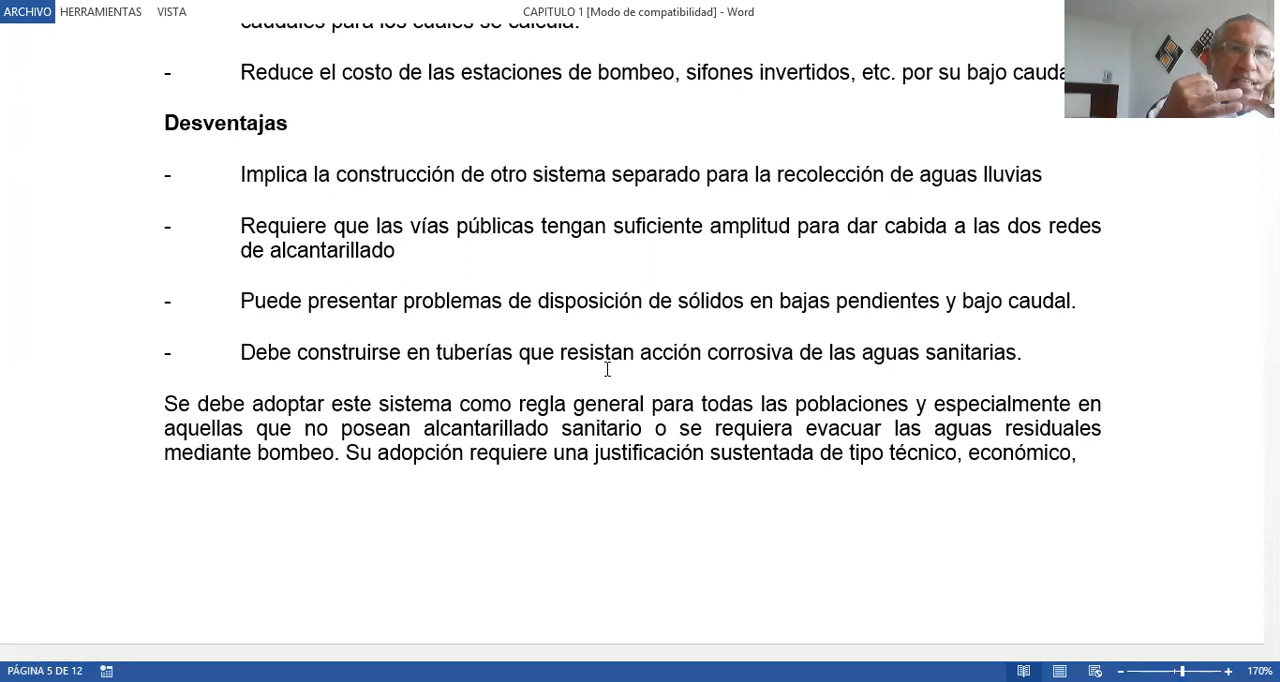 ARCHIVO HERRAMIENTAS VISTA CAPITULO 1 [Modo de compatibilidad] - Word
caudales para los cuales se calcula.
- Reduce el costo de las estaciones de bombeo, sifones invertidos, etc. por su bajo
Desventajas
- Implica la construcción de otro sistema separado para la recolección de aguas lluvias
- Requiere que las vías públicas tengan suficiente amplitud para dar cabida a las dos redes
de alcantarillado
- Puede presentar problemas de disposición de sólidos en bajas pendientes y bajo caudal.
- Debe construirse en tuberías que resistan acción corrosiva de las aguas sanitarias.
Se debe adoptar este sistema como regla general para todas las poblaciones y especialmente en
aquellas que no posean alcantarillado sanitario o se requiera evacuar las aguas residuales
mediante bombeo. Su adopción requiere una justificación sustentada de tipo técnico, económico,
PÁGINA 5 DE 12 170%